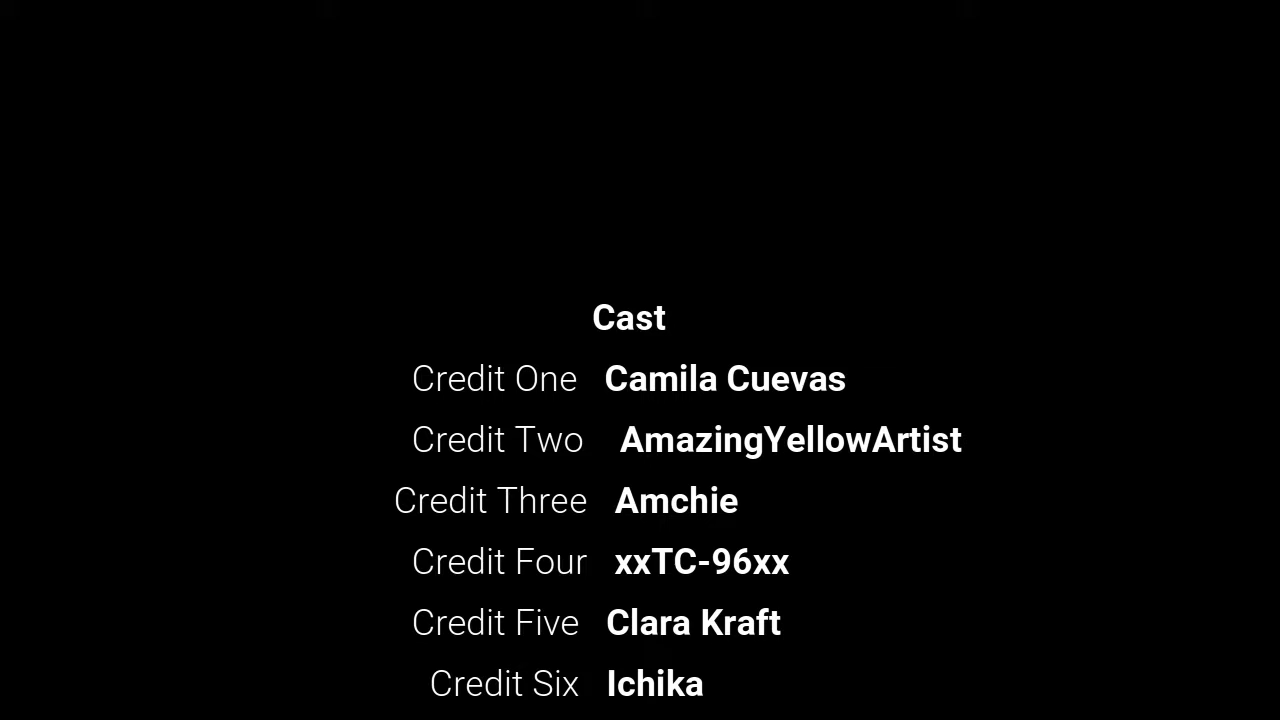 Cast
Credit One Camila Cuevas
Credit Two AmazingYellowArtist
Credit Three Amchie
Credit Four xxTC-96xx
Credit Five Clara Kraft
Credit Six Ichika